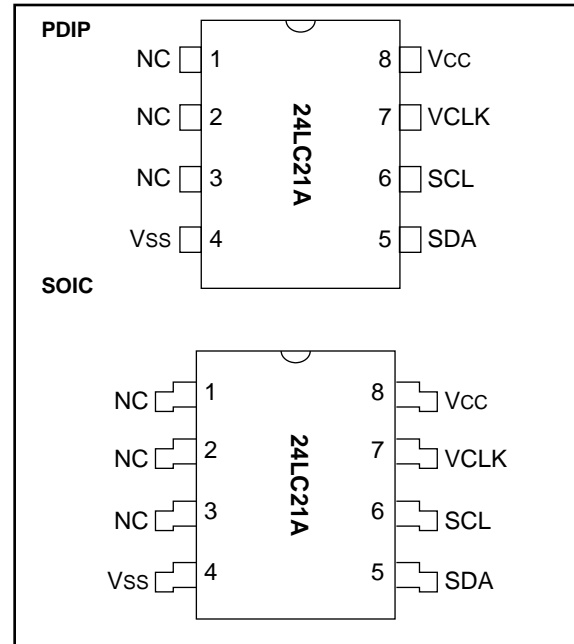 PDIP
NC 1 8 VCC
NC 2 7 VCLK
NC 3 6 SCL
VSS 4 5 SDA
24LC21A
SOIC
NC 1 8 VCC
NC 2 7 VCLK
NC 3 6 SCL
VSS 4 5 SDA
24LC21A